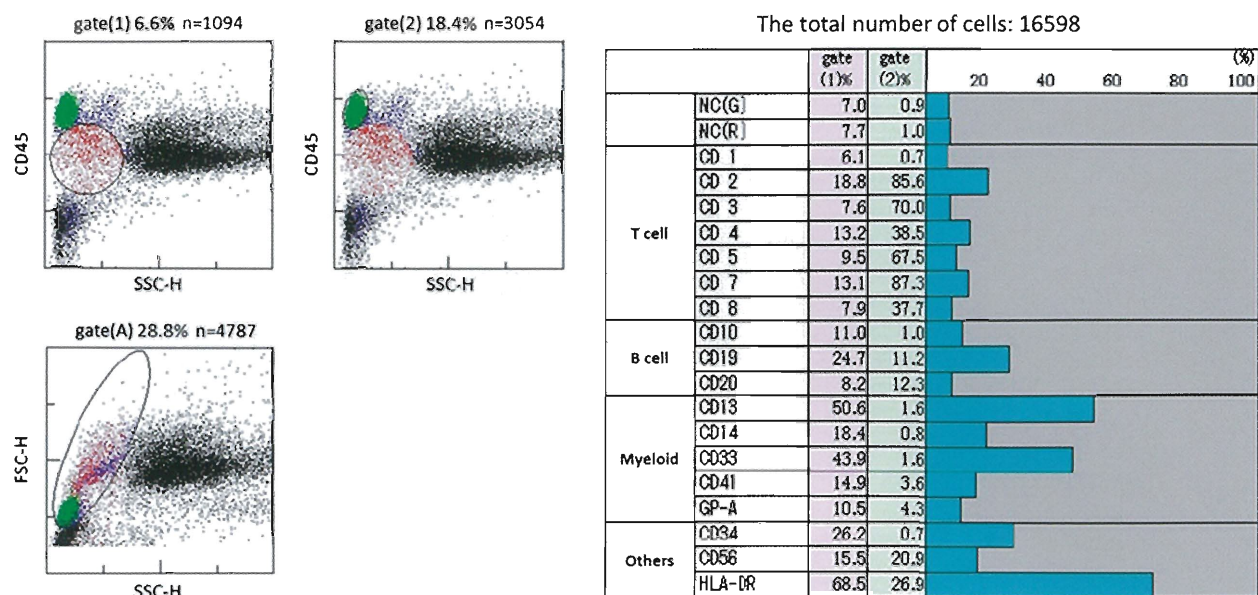 gate(1) 6.6% n=1094
gate(2) 18.4% n=3054
CD45
SSC-H
CD45
SSC-H
gate(A) 28.8% n=4787
FSC-H
SSC-H
The total number of cells: 16598
gate (1)% gate (2)% 20 40 60 80 100 (%)
NC(G) 7.0 0.9
NC(R) 7.7 1.0
T cell
CD 1 6.1 0.7
CD 2 18.8 85.6
CD 3 7.6 70.0
CD 4 13.2 38.5
CD 5 9.5 67.5
CD 7 13.1 87.3
CD 8 7.9 37.7
B cell
CD10 11.0 1.0
CD19 24.7 11.2
CD20 8.2 12.3
Myeloid
CD13 50.6 1.6
CD14 18.4 0.8
CD33 43.9 1.6
CD41 14.9 3.6
GP-A 10.5 4.3
Others
CD34 26.2 0.7
CD56 15.5 20.9
HLA-DR 68.5 26.9